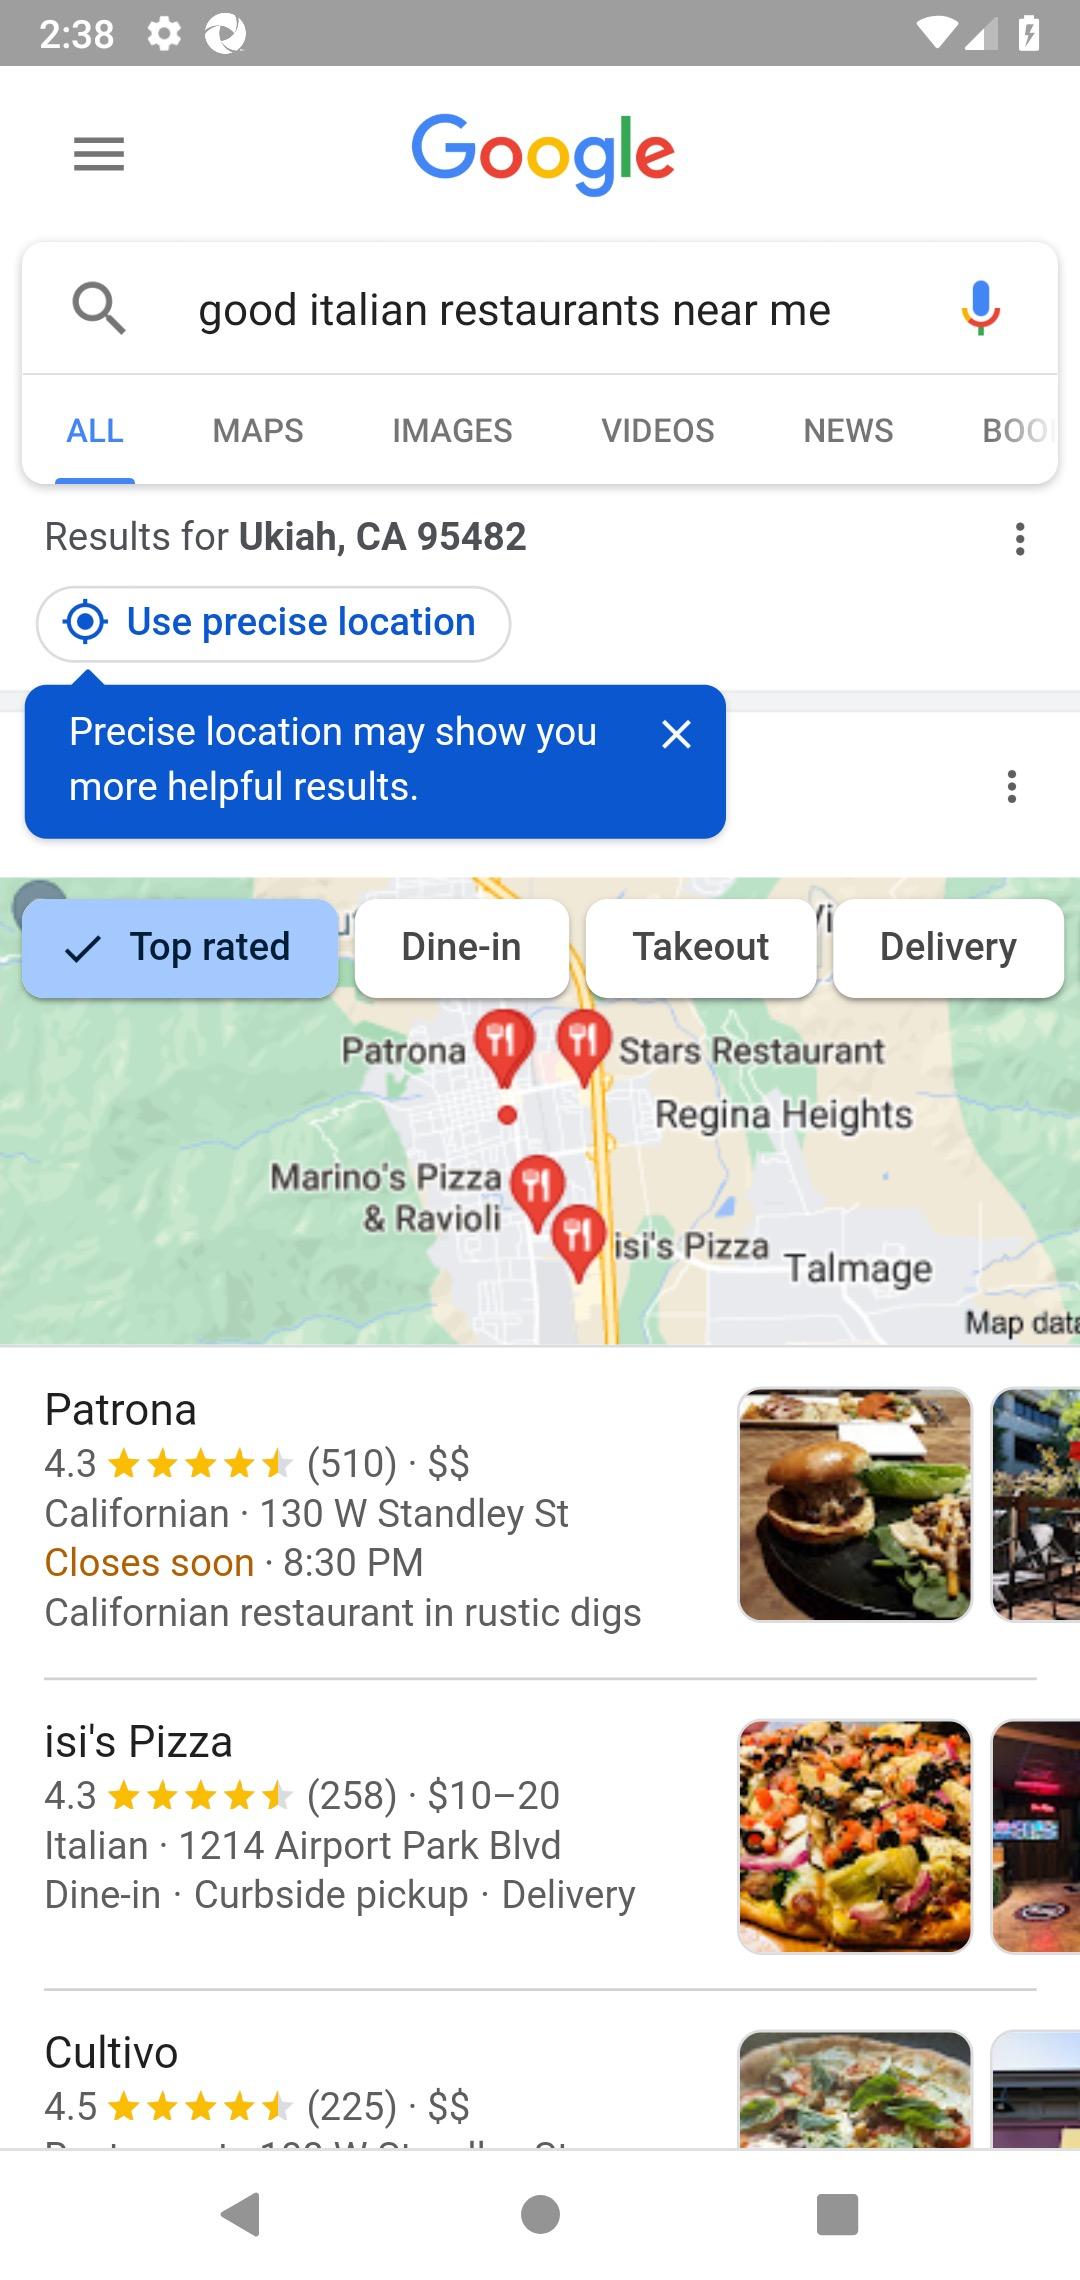 2:38
Google
good italian restaurants near me
ALL MAPS IMAGES VIDEOS NEWS
Results for Ukiah, CA 95482
Use precise location
Precise location may show you
more helpful results.
Top rated Dine-in Takeout Delivery
Patrona Stars Restaurant
Regina Heights
Marino's Pizza
& Ravioli
isi's Pizza
Talmage
Map data
Patrona
4.3 (510) · $$
Californian · 130 W Standley St
Closes soon · 8:30 PM
Californian restaurant in rustic digs
isi's Pizza
4.3 (258) · $10–20
Italian · 1214 Airport Park Blvd
Dine-in · Curbside pickup · Delivery
Cultivo
4.5 (225) · $$